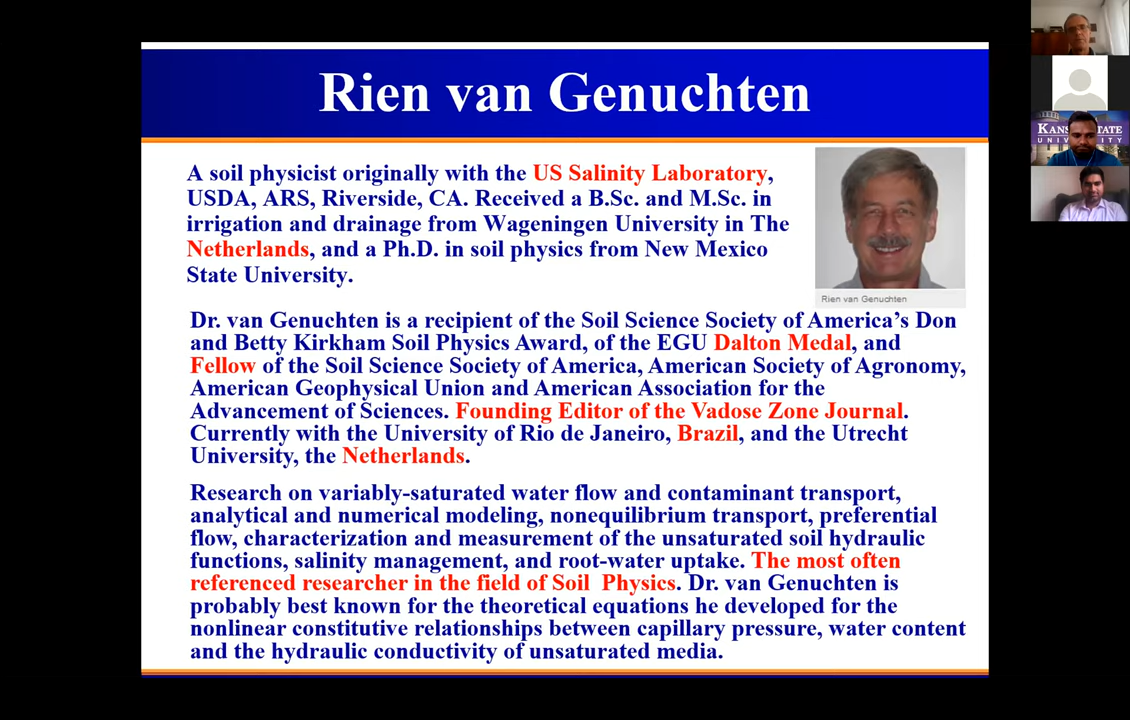 Rien van Genuchten
A soil physicist originally with the US Salinity Laboratory,
USDA, ARS, Riverside, CA. Received a B.Sc. and M.Sc. in
irrigation and drainage from Wageningen University in The
Netherlands, and a Ph.D. in soil physics from New Mexico
State University.
Rien van Genuchten
Dr. van Genuchten is a recipient of the Soil Science Society of America’s Don
and Betty Kirkham Soil Physics Award, of the EGU Dalton Medal, and
Fellow of the Soil Science Society of America, American Society of Agronomy,
American Geophysical Union and American Association for the
Advancement of Sciences. Founding Editor of the Vadose Zone Journal.
Currently with the University of Rio de Janeiro, Brazil, and the Utrecht
University, the Netherlands.
Research on variably-saturated water flow and contaminant transport,
analytical and numerical modeling, nonequilibrium transport, preferential
flow, characterization and measurement of the unsaturated soil hydraulic
functions, salinity management, and root-water uptake. The most often
referenced researcher in the field of Soil Physics. Dr. van Genuchten is
probably best known for the theoretical equations he developed for the
nonlinear constitutive relationships between capillary pressure, water content
and the hydraulic conductivity of unsaturated media.